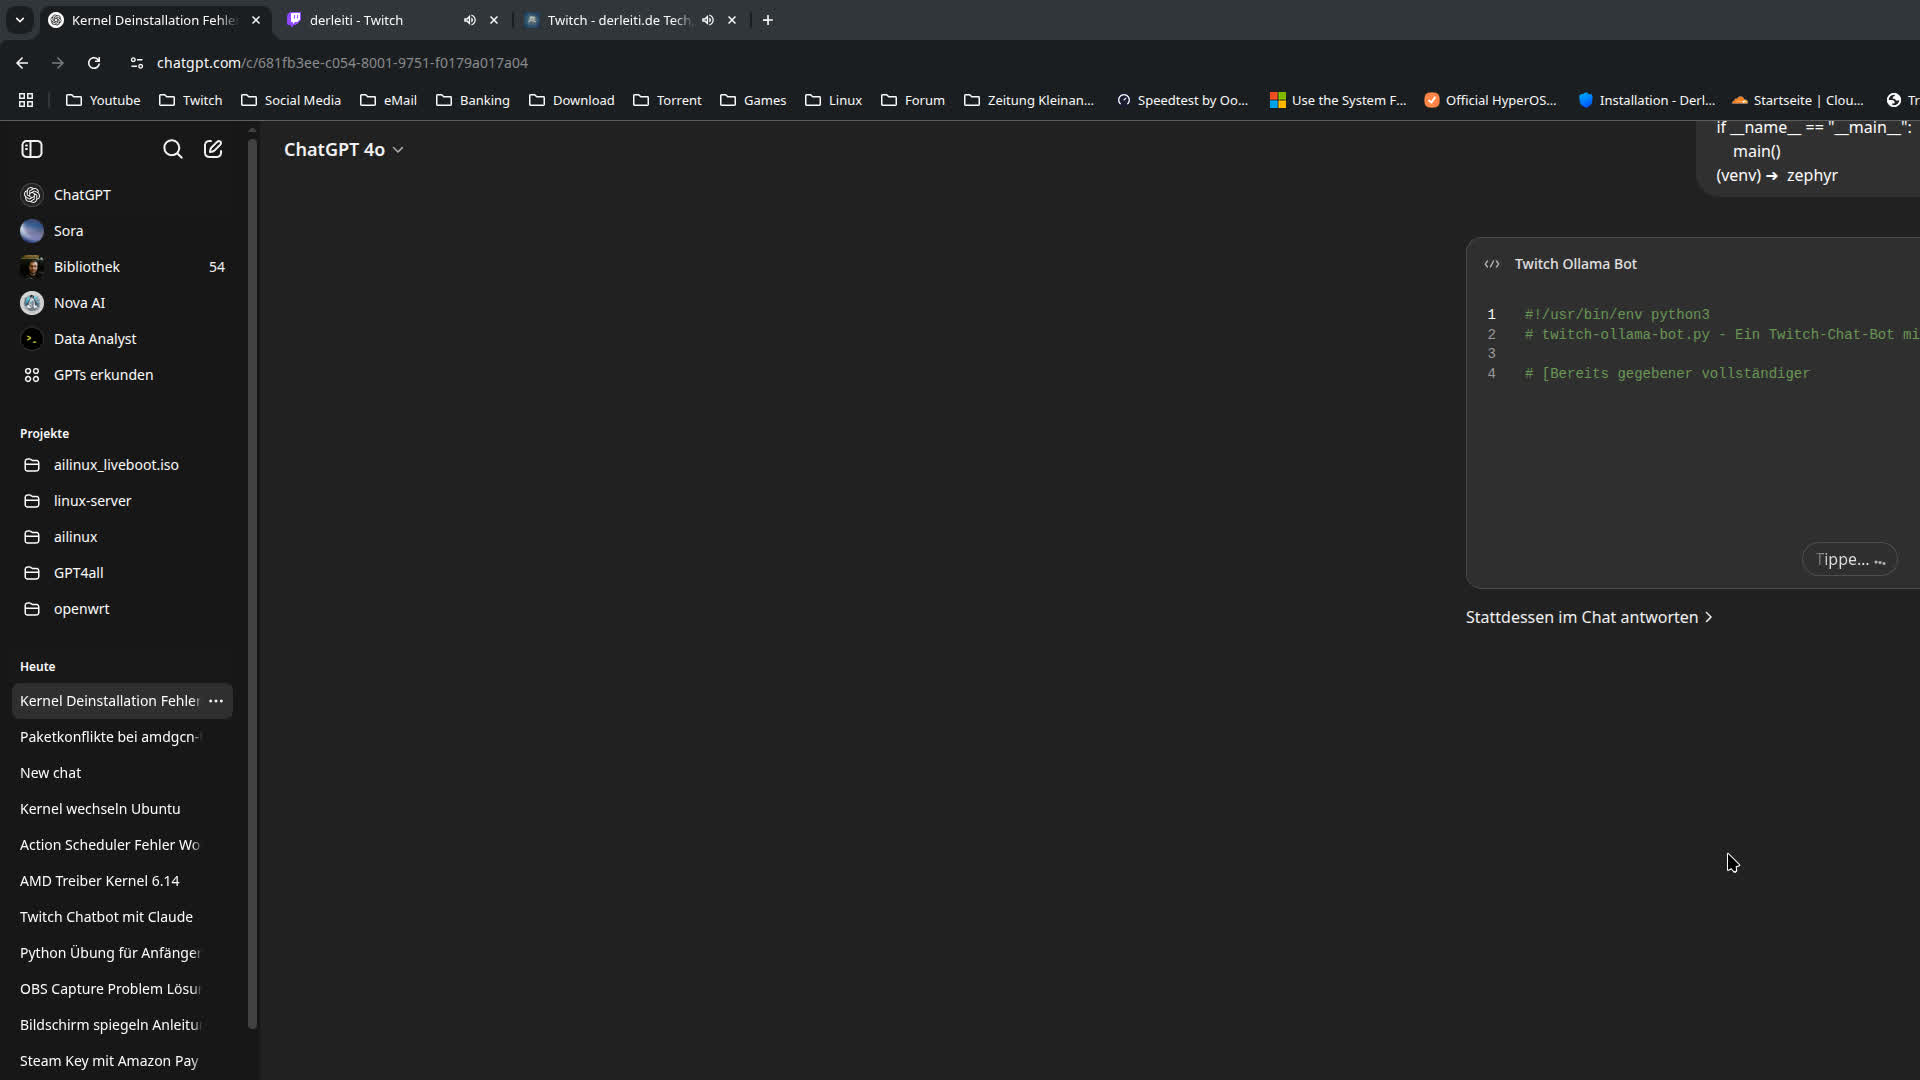 Kernel Deinstallation Fehle
derleiti - Twitch
Twitch - derleiti.de Tech
chatgpt.com/c/681fb3ee-c054-8001-9751-f0179a017a04
Youtube
Twitch
Social Media
eMail
Banking
Download
Torrent
Games
Linux
Forum
Zeitung Kleinan...
Speedtest by Oo...
Use the System F...
Official HyperOS...
Installation - Derl...
Startseite | Clou...
Tr
ChatGPT
Sora
Bibliothek 54
Nova AI
Data Analyst
GPTs erkunden
Projekte
ailinux_liveboot.iso
linux-server
ailinux
GPT4all
openwrt
Heute
Kernel Deinstallation Fehler
Paketkonflikte bei amdgcn-
New chat
Kernel wechseln Ubuntu
Action Scheduler Fehler Wo
AMD Treiber Kernel 6.14
Twitch Chatbot mit Claude
Python Übung für Anfänger
OBS Capture Problem Lösu
Bildschirm spiegeln Anleitu
Steam Key mit Amazon Pay
ChatGPT 4o
if __name__ == "__main__":
main()
(venv) ➜ zephyr
Twitch Ollama Bot
1 #!/usr/bin/env python3
2 # twitch-ollama-bot.py - Ein Twitch-Chat-Bot mi
3
4 # [Bereits gegebener vollständiger
Tippe...
Stattdessen im Chat antworten